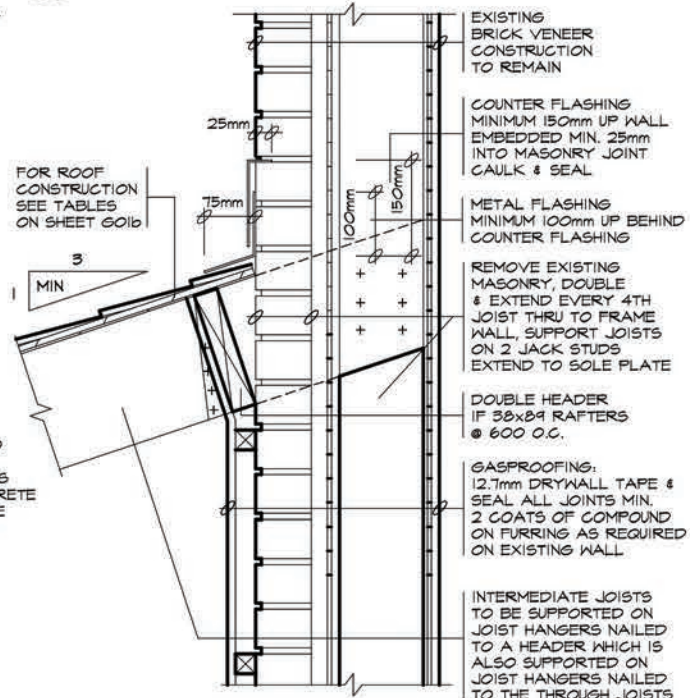 EXISTING
BRICK VENEER
CONSTRUCTION
TO REMAIN
COUNTER FLASHING
MINIMUM 150mm UP WALL
EMBEDDED MIN. 25mm
INTO MASONRY JOINT
CAULK & SEAL
METAL FLASHING
MINIMUM 100mm UP BEHIND
COUNTER FLASHING
REMOVE EXISTING
MASONRY, DOUBLE
& EXTEND EVERY 4TH
JOIST THRU TO FRAME
WALL, SUPPORT JOISTS
ON 2 JACK STUDS
EXTEND TO SOLE PLATE
DOUBLE HEADER
IF 38x89 RAFTERS
@ 600 O.C.
GASPROOFING:
12.7mm DRYWALL TAPE &
SEAL ALL JOINTS MIN.
2 COATS OF COMPOUND
ON FURRING AS REQUIRED
ON EXISTING WALL
INTERMEDIATE JOISTS
TO BE SUPPORTED ON
JOIST HANGERS NAILED
TO A HEADER WHICH IS
ALSO SUPPORTED ON
JOIST HANGERS NAILED
TO THE THROUGH JOISTS
25mm
75mm
100mm
150mm
FOR ROOF
CONSTRUCTION
SEE TABLES
ON SHEET G01b
3
1
MIN